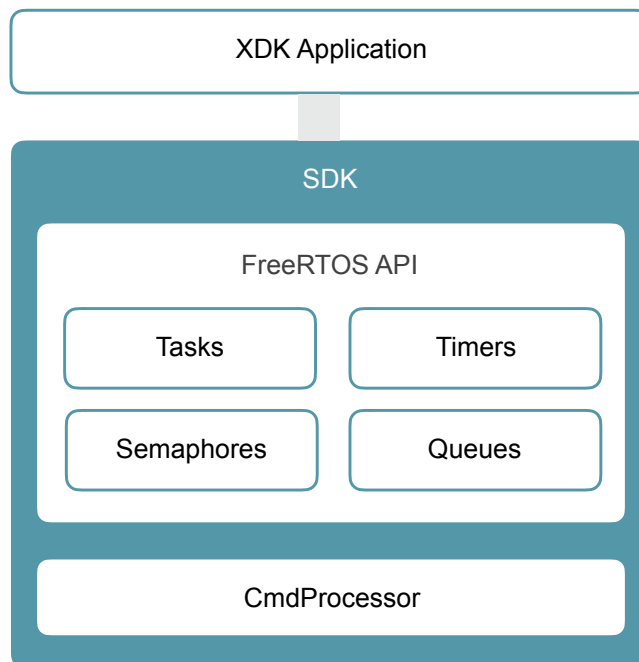 XDK Application
SDK
FreeRTOS API
Tasks
Timers
Semaphores
Queues
CmdProcessor